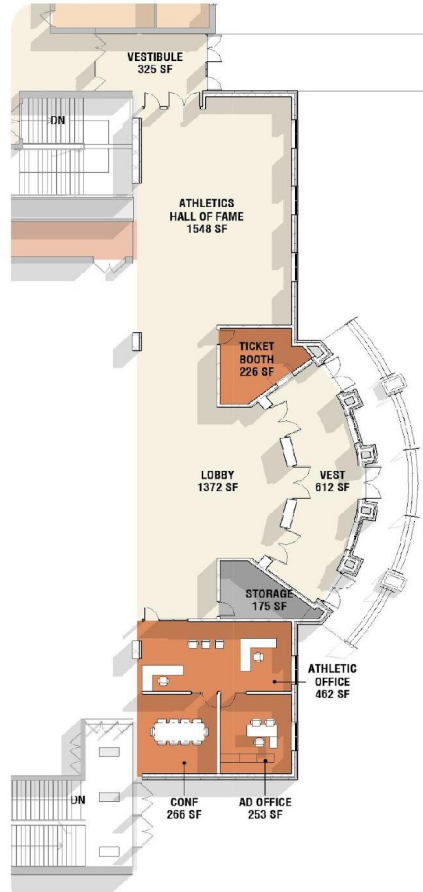 VESTIBULE
325 SF
DN
ATHLETICS
HALL OF FAME
1548 SF
TICKET
BOOTH
226 SF
LOBBY
1372 SF
VEST
612 SF
STORAGE
175 SF
ATHLETIC
OFFICE
462 SF
DN
CONF
266 SF
AD OFFICE
253 SF